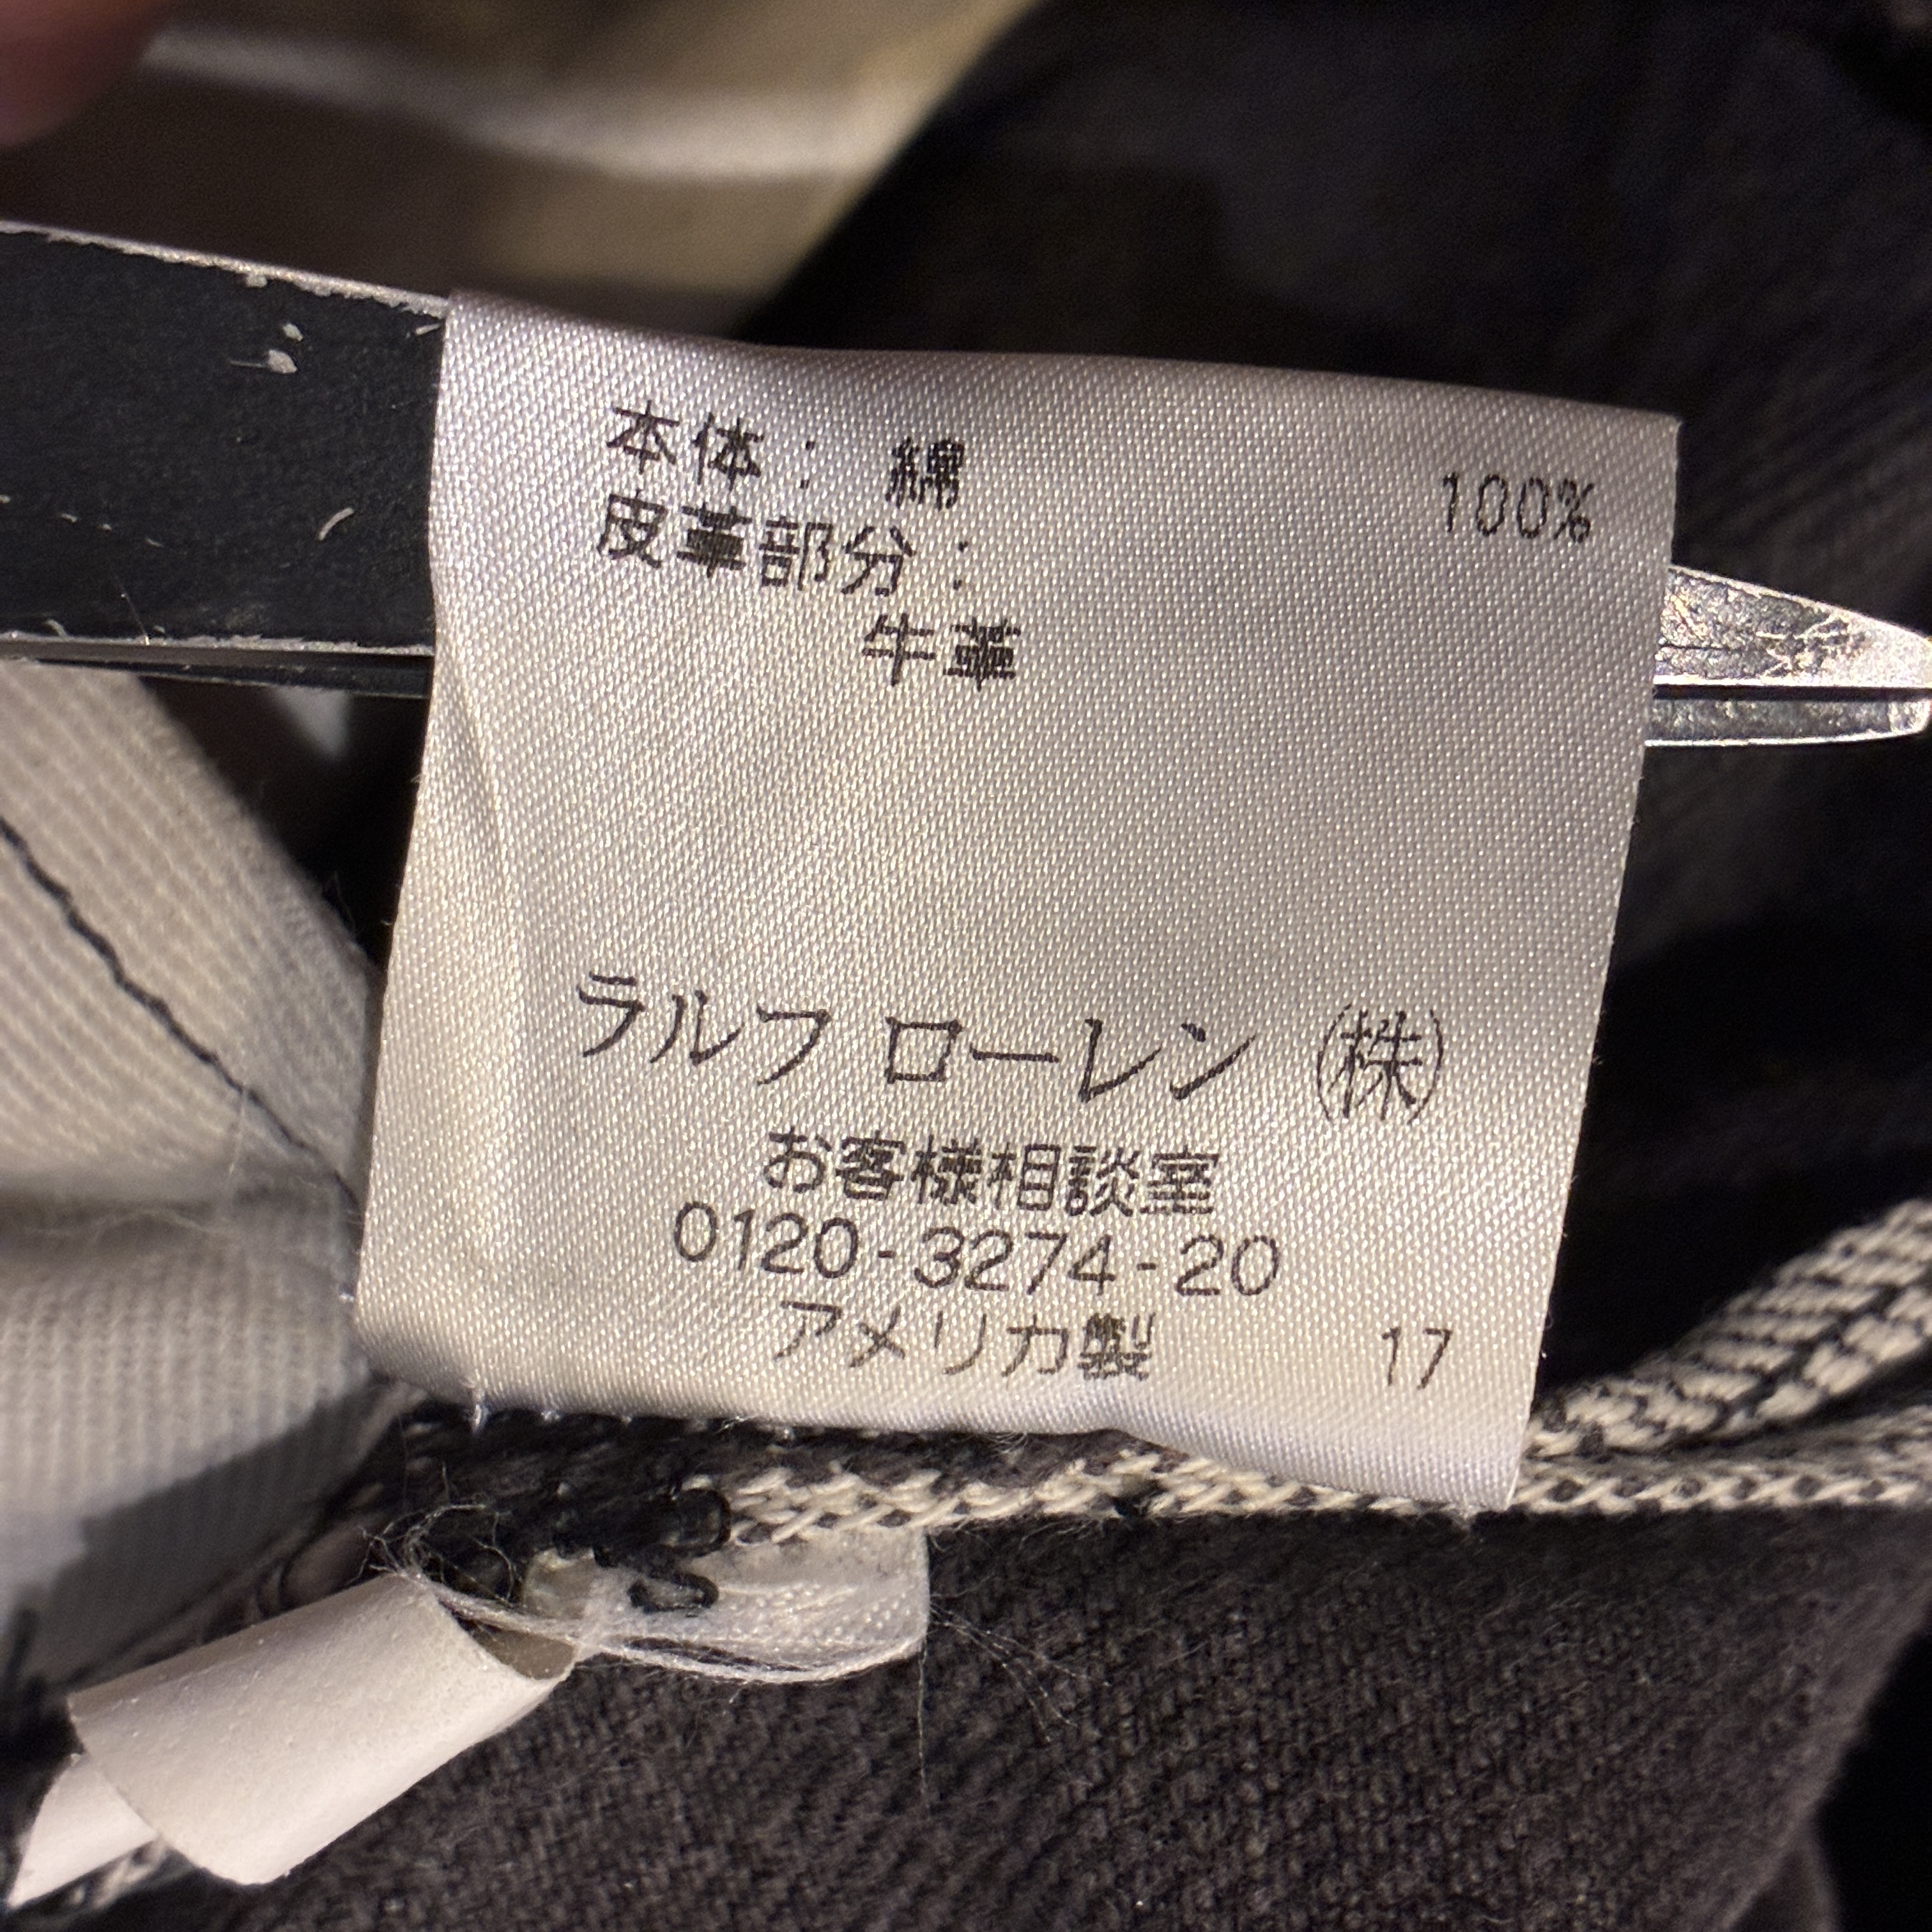 本体： 綿 100%
皮革部分：
牛革
ラルフ ローレン (株)
お客様相談室
0120-3274-20
アメリカ製 17